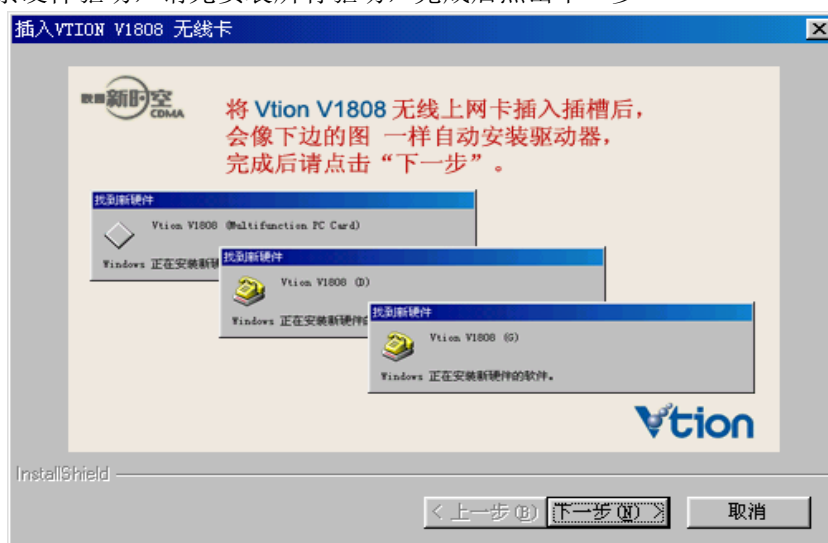 插入VTION V1808 无线卡
联通新时空
CDMA
将 Vtion V1808 无线上网卡插入插槽后，
会像下边的图 一样自动安装驱动器，
完成后请点击“下一步”。
找到新硬件
Vtion V1808 (Multifunction PC Card)
Windows 正在安装新硬
找到新硬件
Vtion V1808 (D)
Windows 正在安装新硬件的
找到新硬件
Vtion V1808 (G)
Windows 正在安装新硬件的软件。
Vtion
InstallShield
< 上一步(B)
下一步(N) >
取消